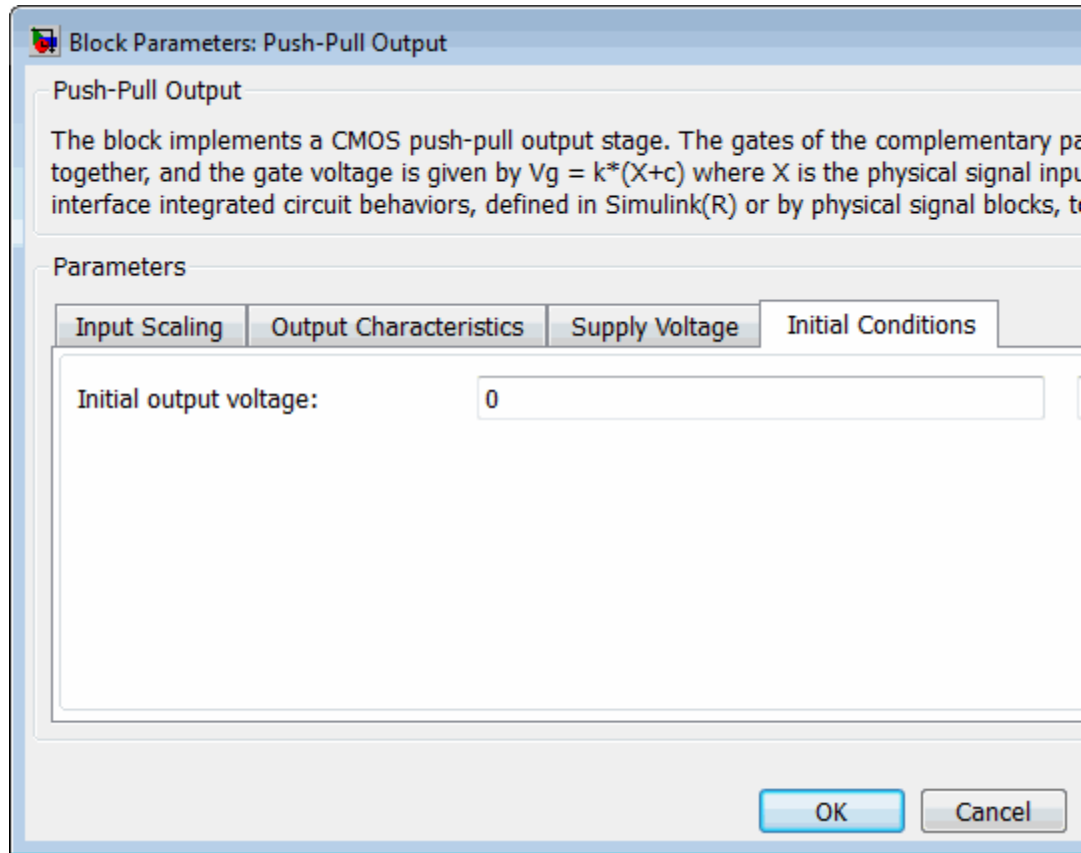 Block Parameters: Push-Pull Output
Push-Pull Output
The block implements a CMOS push-pull output stage. The gates of the complementary
together, and the gate voltage is given by Vg = k*(X+c) where X is the physical signal
interface integrated circuit behaviors, defined in Simulink(R) or by physical signal blocks,
Parameters
Input Scaling Output Characteristics Supply Voltage Initial Conditions
Initial output voltage: 0
OK Cancel